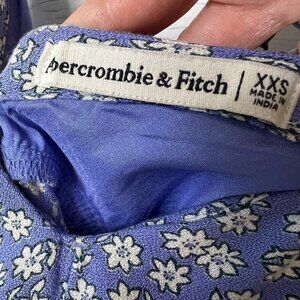 Abercrombie & Fitch
XXS
MADE IN
INDIA